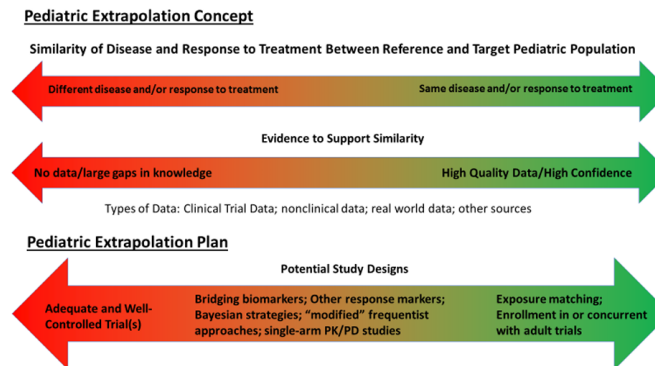 Pediatric Extrapolation Concept
Similarity of Disease and Response to Treatment Between Reference and Target Pediatric Population
Different disease and/or response to treatment
Same disease and/or response to treatment
Evidence to Support Similarity
No data/large gaps in knowledge
High Quality Data/High Confidence
Types of Data: Clinical Trial Data; nonclinical data; real world data; other sources
Pediatric Extrapolation Plan
Potential Study Designs
Adequate and Well-
Controlled Trial(s)
Bridging biomarkers; Other response markers;
Bayesian strategies; “modified” frequentist
approaches; single-arm PK/PD studies
Exposure matching;
Enrollment in or concurrent
with adult trials